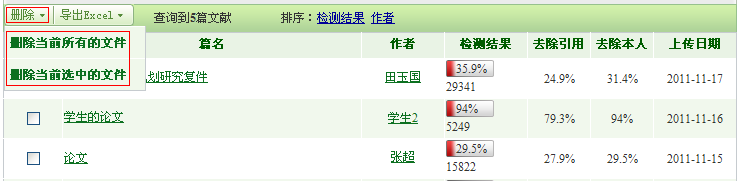 删除 导出Excel 查询到5篇文献 排序：检测结果 作者
删除当前所有的文件
删除当前选中的文件
篇名 作者 检测结果 去除引用 去除本人 上传日期
划研究复件 田玉国 35.9% 24.9% 31.4% 2011-11-17
29341
学生的论文 学生2 94% 79.3% 94% 2011-11-16
5249
论文 张超 29.5% 27.9% 29.5% 2011-11-15
15822